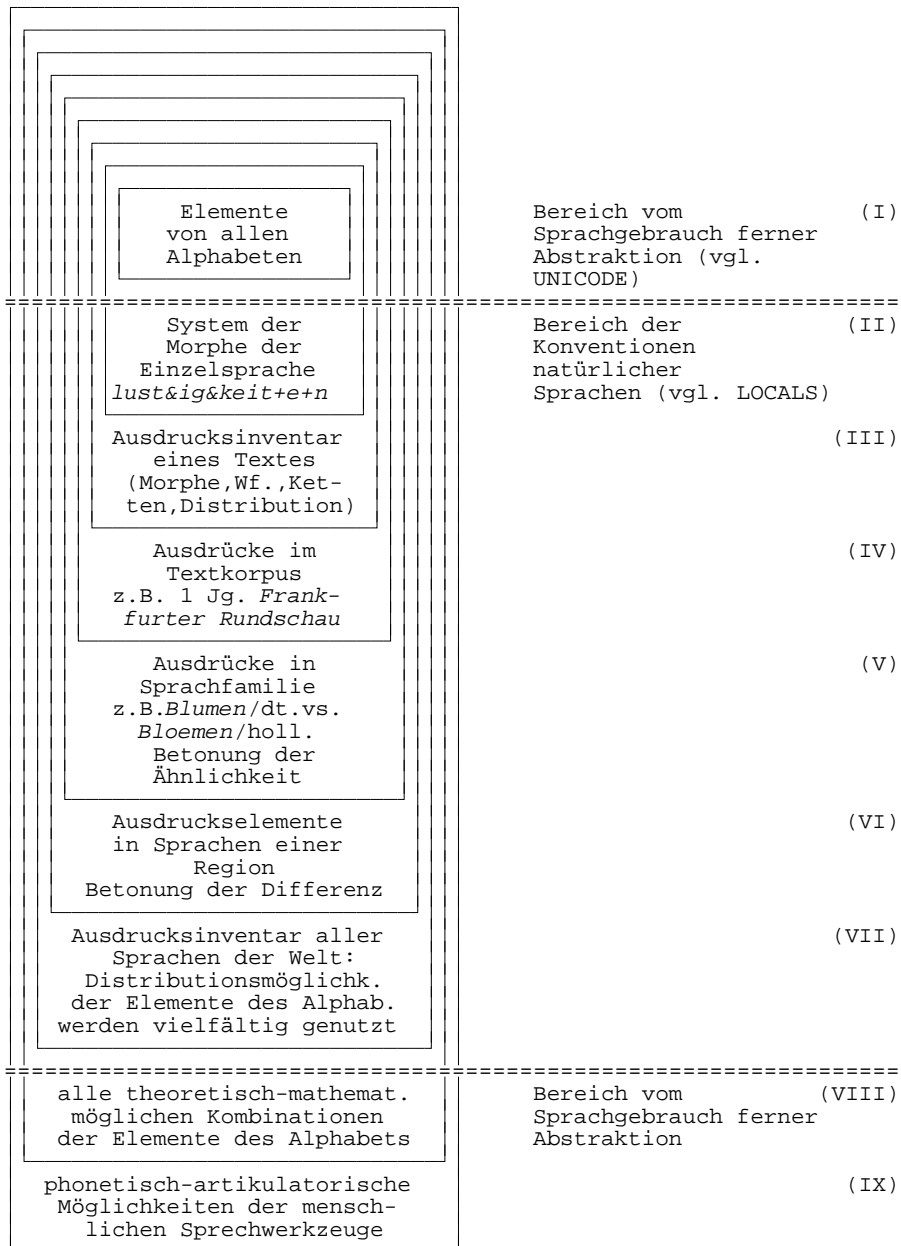 Elemente Bereich vom (I)
von allen Sprachgebrauch ferner
Alphabeten Abstraktion (vgl.
UNICODE)
System der Bereich der (II)
Morphe der Konventionen
Einzelsprache natürlicher
lust&ig&keit+e+n Sprachen (vgl. LOCALS)
Ausdrucksinventar (III)
eines Textes
(Morphe,Wf.,Ket-
ten,Distribution)
Ausdrücke im (IV)
Textkorpus
z.B. 1 Jg. Frank-
furter Rundschau
Ausdrücke in (V)
Sprachfamilie
z.B.Blumen/dt.vs.
Bloemen/holl.
Betonung der
Ähnlichkeit
Ausdruckselemente (VI)
in Sprachen einer
Region
Betonung der Differenz
Ausdrucksinventar aller (VII)
Sprachen der Welt:
Distributionsmöglichk.
der Elemente des Alphab.
werden vielfältig genutzt
alle theoretisch-mathemat. Bereich vom (VIII)
möglichen Kombinationen Sprachgebrauch ferner
der Elemente des Alphabets Abstraktion
phonetisch-artikulatorische (IX)
Möglichkeiten der mensch-
lichen Sprechwerkzeuge